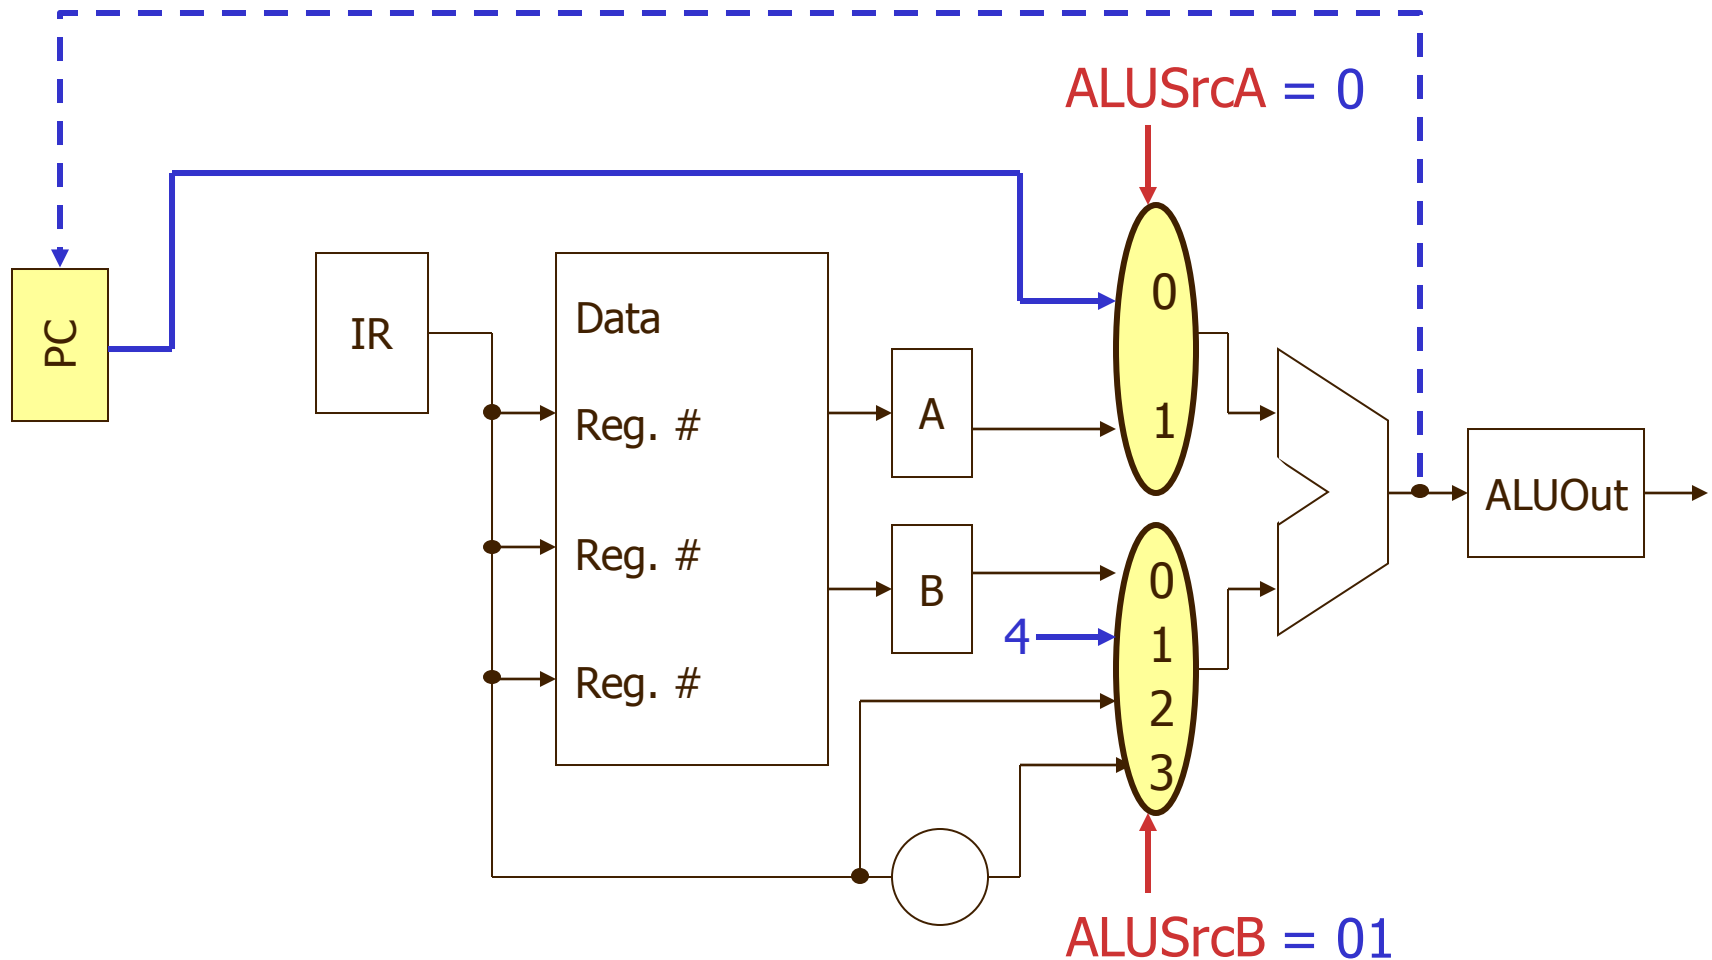 ALUSrcA = 0
PC
IR
Data
Reg. #
Reg. #
Reg. #
A
B
4
0
1
0
1
2
3
ALUOut
ALUSrcB = 01